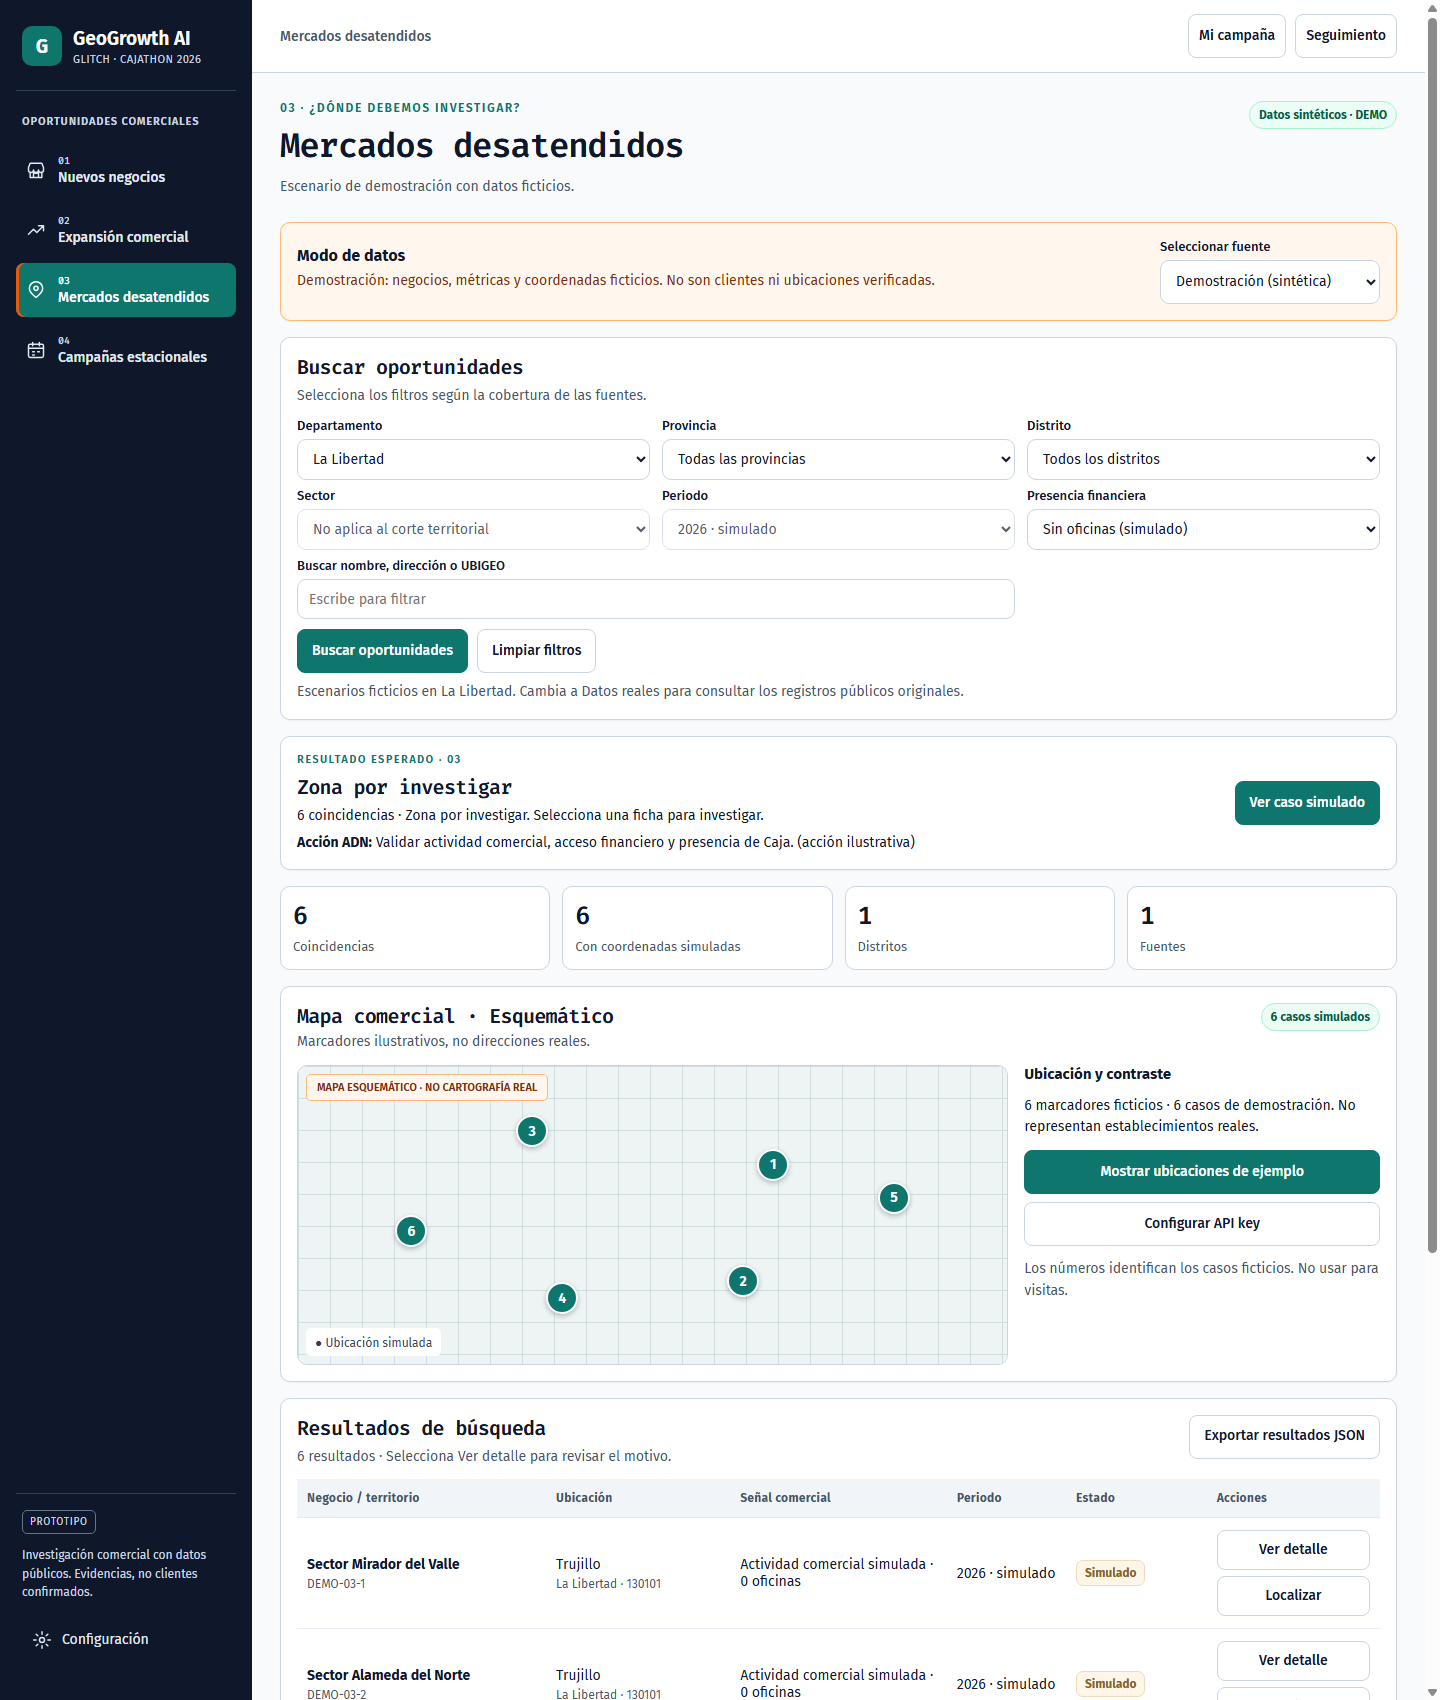 G
GeoGrowth AI
GLITCH · CAJATHON 2026
OPORTUNIDADES COMERCIALES
01
Nuevos negocios
02
Expansión comercial
03
Mercados desatendidos
04
Campañas estacionales
PROTOTIPO
Investigación comercial con datos
públicos. Evidencias, no clientes
confirmados.
Configuración
Mercados desatendidos
Mi campaña
Seguimiento
03 · ¿DÓNDE DEBEMOS INVESTIGAR?
Datos sintéticos · DEMO
Mercados desatendidos
Escenario de demostración con datos ficticios.
Modo de datos
Demostración: negocios, métricas y coordenadas ficticios. No son clientes ni ubicaciones verificadas.
Seleccionar fuente
Demostración (sintética)
Buscar oportunidades
Selecciona los filtros según la cobertura de las fuentes.
Departamento
Provincia
Distrito
La Libertad
Todas las provincias
Todos los distritos
Sector
Periodo
Presencia financiera
No aplica al corte territorial
2026 · simulado
Sin oficinas (simulado)
Buscar nombre, dirección o UBIGEO
Escribe para filtrar
Buscar oportunidades
Limpiar filtros
Escenarios ficticios en La Libertad. Cambia a Datos reales para consultar los registros públicos originales.
RESULTADO ESPERADO · 03
Zona por investigar
6 coincidencias · Zona por investigar. Selecciona una ficha para investigar.
Acción ADN: Validar actividad comercial, acceso financiero y presencia de Caja. (acción ilustrativa)
Ver caso simulado
6
Coincidencias
6
Con coordenadas simuladas
1
Distritos
1
Fuentes
Mapa comercial · Esquemático
Marcadores ilustrativos, no direcciones reales.
6 casos simulados
MAPA ESQUEMÁTICO · NO CARTOGRAFÍA REAL
3
1
5
6
2
4
● Ubicación simulada
Ubicación y contraste
6 marcadores ficticios · 6 casos de demostración. No
representan establecimientos reales.
Mostrar ubicaciones de ejemplo
Configurar API key
Los números identifican los casos ficticios. No usar para
visitas.
Resultados de búsqueda
6 resultados · Selecciona Ver detalle para revisar el motivo.
Exportar resultados JSON
Negocio / territorio
Ubicación
Señal comercial
Periodo
Estado
Acciones
Sector Mirador del Valle
DEMO-03-1
Trujillo
La Libertad · 130101
Actividad comercial simulada ·
0 oficinas
2026 · simulado
Simulado
Ver detalle
Localizar
Sector Alameda del Norte
DEMO-03-2
Trujillo
La Libertad · 130101
Actividad comercial simulada ·
0 oficinas
2026 · simulado
Simulado
Ver detalle